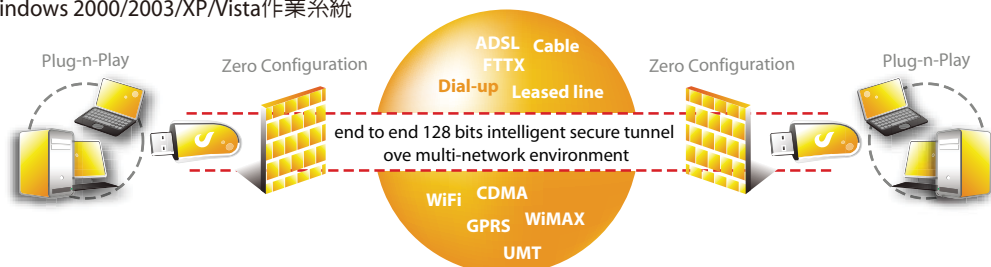 indows 2000/2003/XP/Vista作業系統
Plug-n-Play
Zero Configuration
ADSL Cable
FTTX
Dial-up Leased line
Zero Configuration
Plug-n-Play
end to end 128 bits intelligent secure tunnel
ove multi-network environment
WiFi CDMA
GPRS WiMAX
UMT